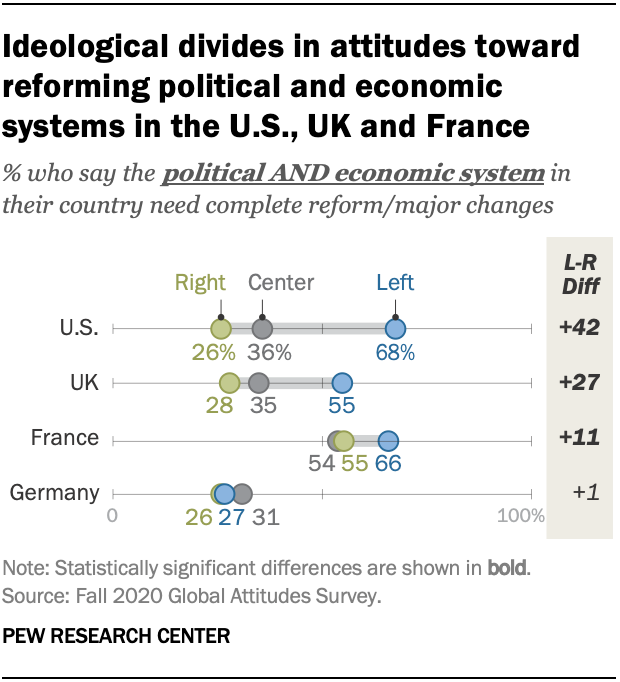 Ideological divides in attitudes toward
reforming political and economic
systems in the U.S., UK and France
% who say the political AND economic system in
their country need complete reform/major changes
L-R
Diff
Right Center Left
U.S. +42
26% 36% 68%
UK +27
28 35 55
France +11
54 55 66
Germany +1
0 26 27 31 100%
Note: Statistically significant differences are shown in bold.
Source: Fall 2020 Global Attitudes Survey.
PEW RESEARCH CENTER